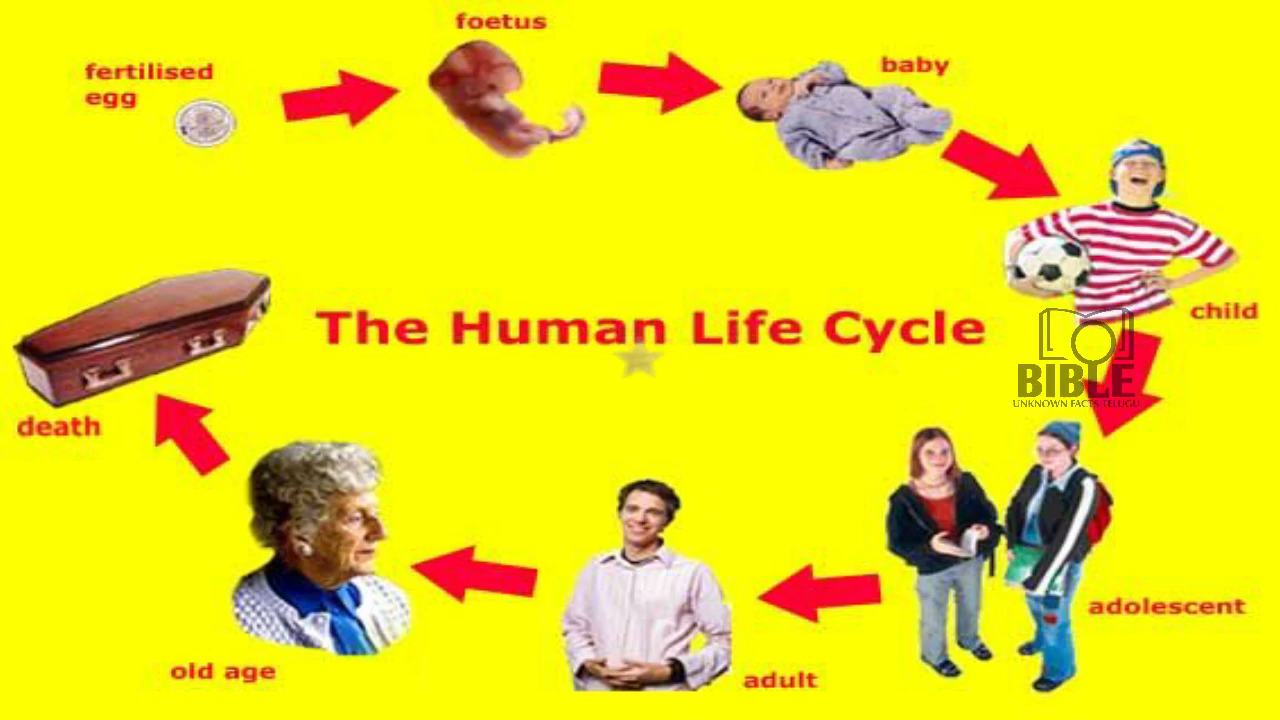 foetus
fertilised
egg
baby
child
The Human Life Cycle
BIBLE
UNKNOWN FACTS TELUGU
death
adolescent
old age
adult